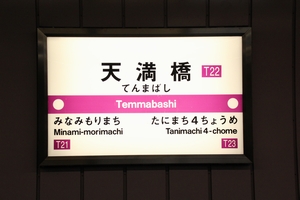 天満橋 T22
てんまばし
Temmabashi
みなみもりまち たにまち4ちょうめ
Minami-morimachi Tanimachi 4-chome
T21 T23